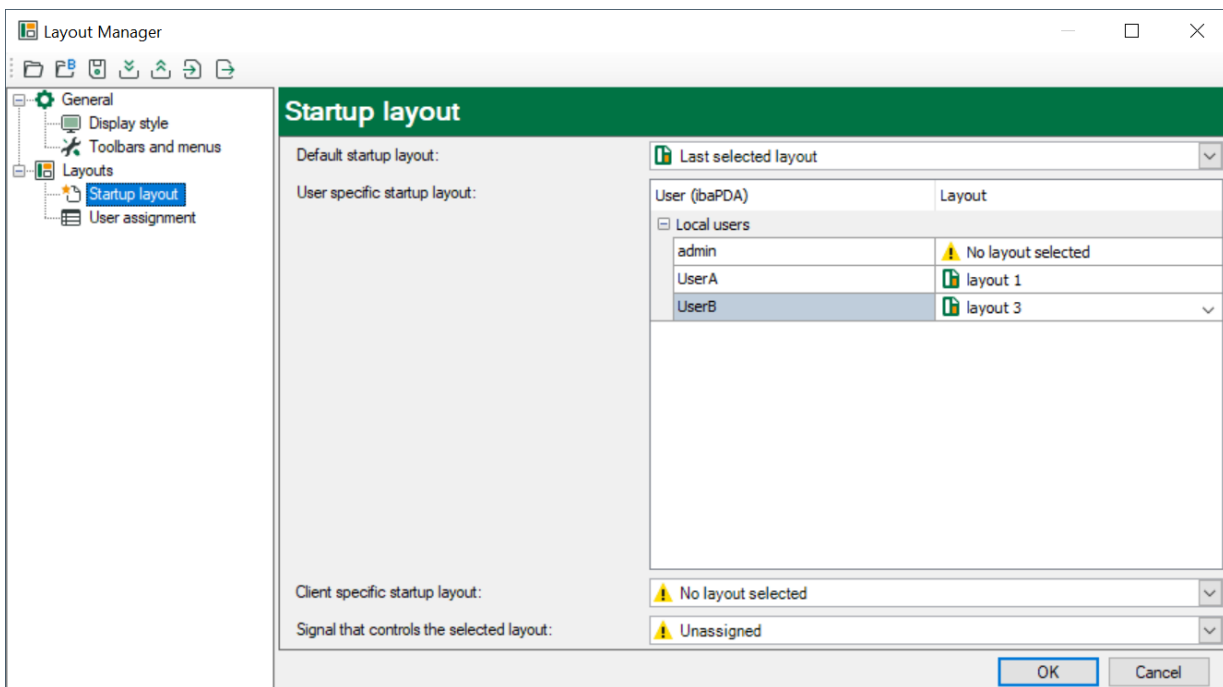 Layout Manager
B
General
Display style
Toolbars and menus
Layouts
Startup layout
User assignment
Startup layout
Default startup layout:
Last selected layout
User specific startup layout:
User (ibaPDA) Layout
Local users
admin No layout selected
UserA layout 1
UserB layout 3
Client specific startup layout:
No layout selected
Signal that controls the selected layout:
Unassigned
OK Cancel